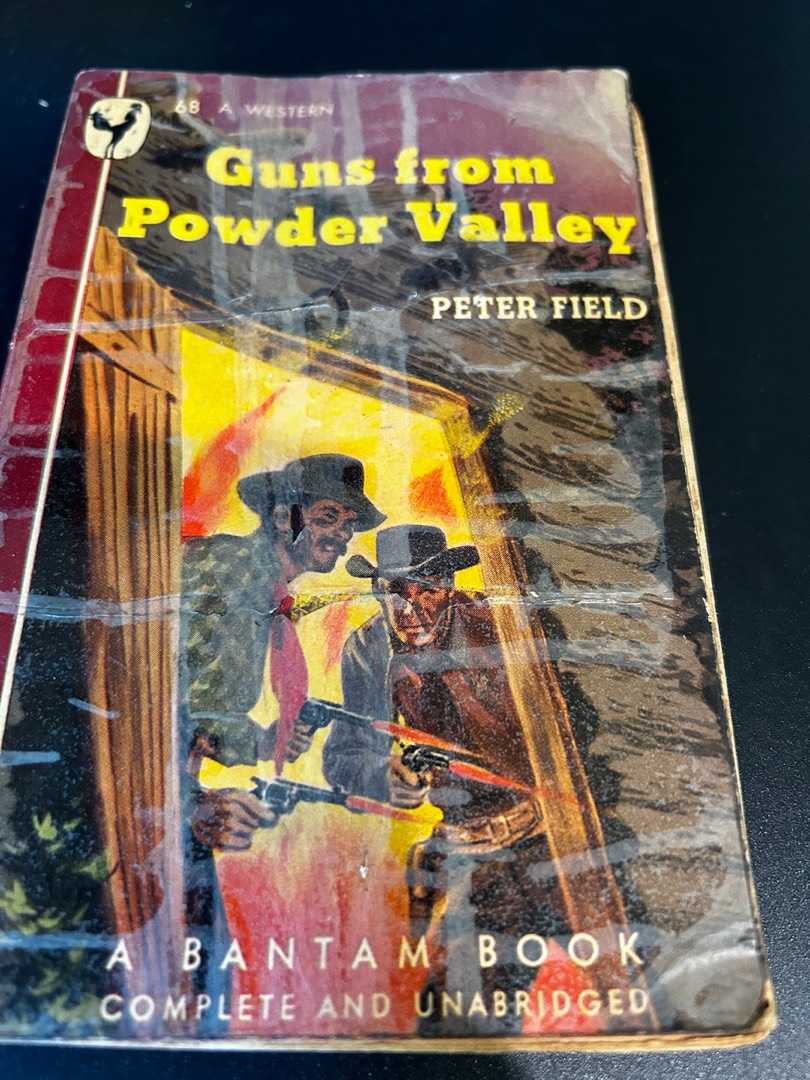 68 A WESTERN
Guns from
Powder Valley
PETER FIELD
A BANTAM BOOK
COMPLETE AND UNABRIDGED